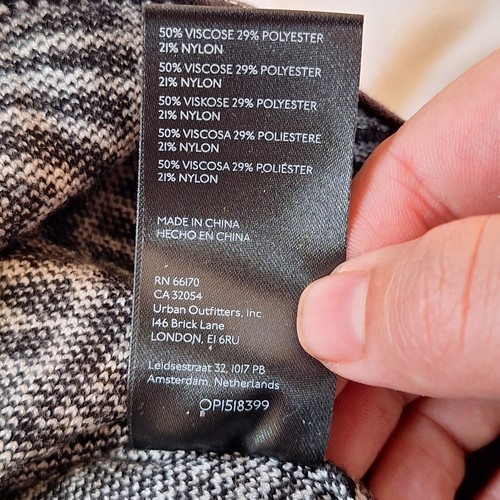 50% VISCOSE 29% POLYESTER
21% NYLON
50% VISCOSE 29% POLYESTER
21% NYLON
50% VISKOSE 29% POLYESTER
21% NYLON
50% VISCOSA 29% POLIESTERE
21% NYLON
50% VISCOSA 29% POLIÉSTER
21% NYLON
MADE IN CHINA
HECHO EN CHINA
RN 66170
CA 32054
Urban Outfitters, Inc
146 Brick Lane
LONDON, E1 6RU
Leidsestraat 32, 1017 PB
Amsterdam, Netherlands
OP1518399
R